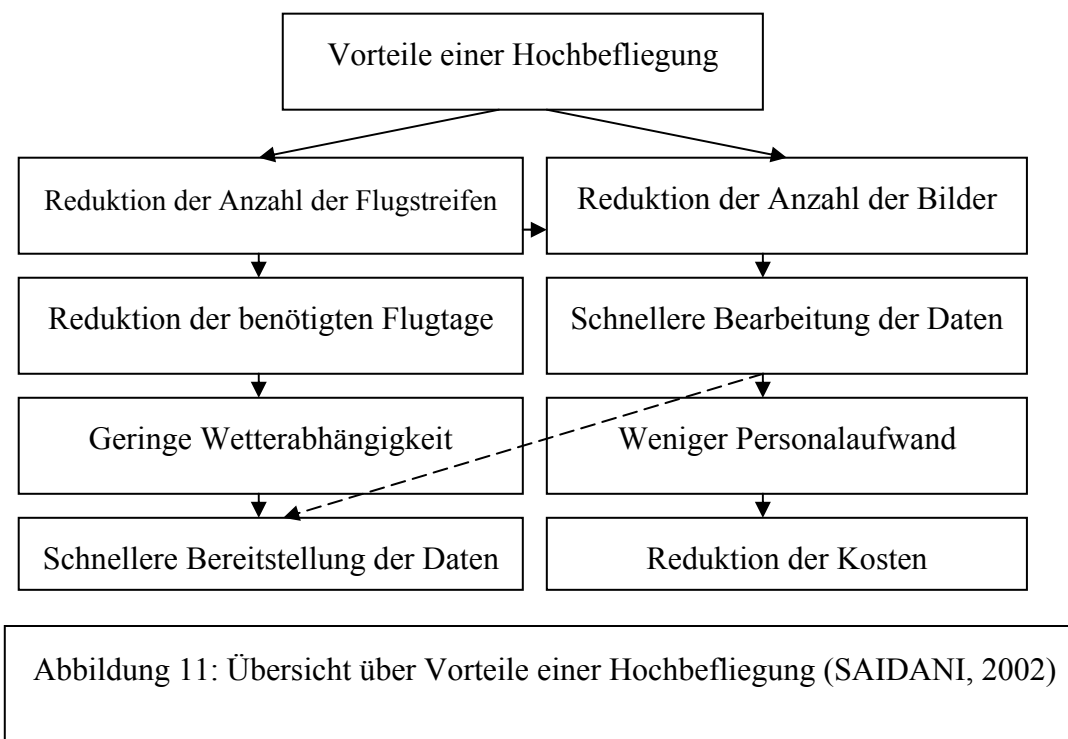 Vorteile einer Hochbefliegung
Reduktion der Anzahl der Flugstreifen
Reduktion der Anzahl der Bilder
Reduktion der benötigten Flugtage
Schnellere Bearbeitung der Daten
Geringe Wetterabhängigkeit
Weniger Personalaufwand
Schnellere Bereitstellung der Daten
Reduktion der Kosten
Abbildung 11: Übersicht über Vorteile einer Hochbefliegung (SAIDANI, 2002)